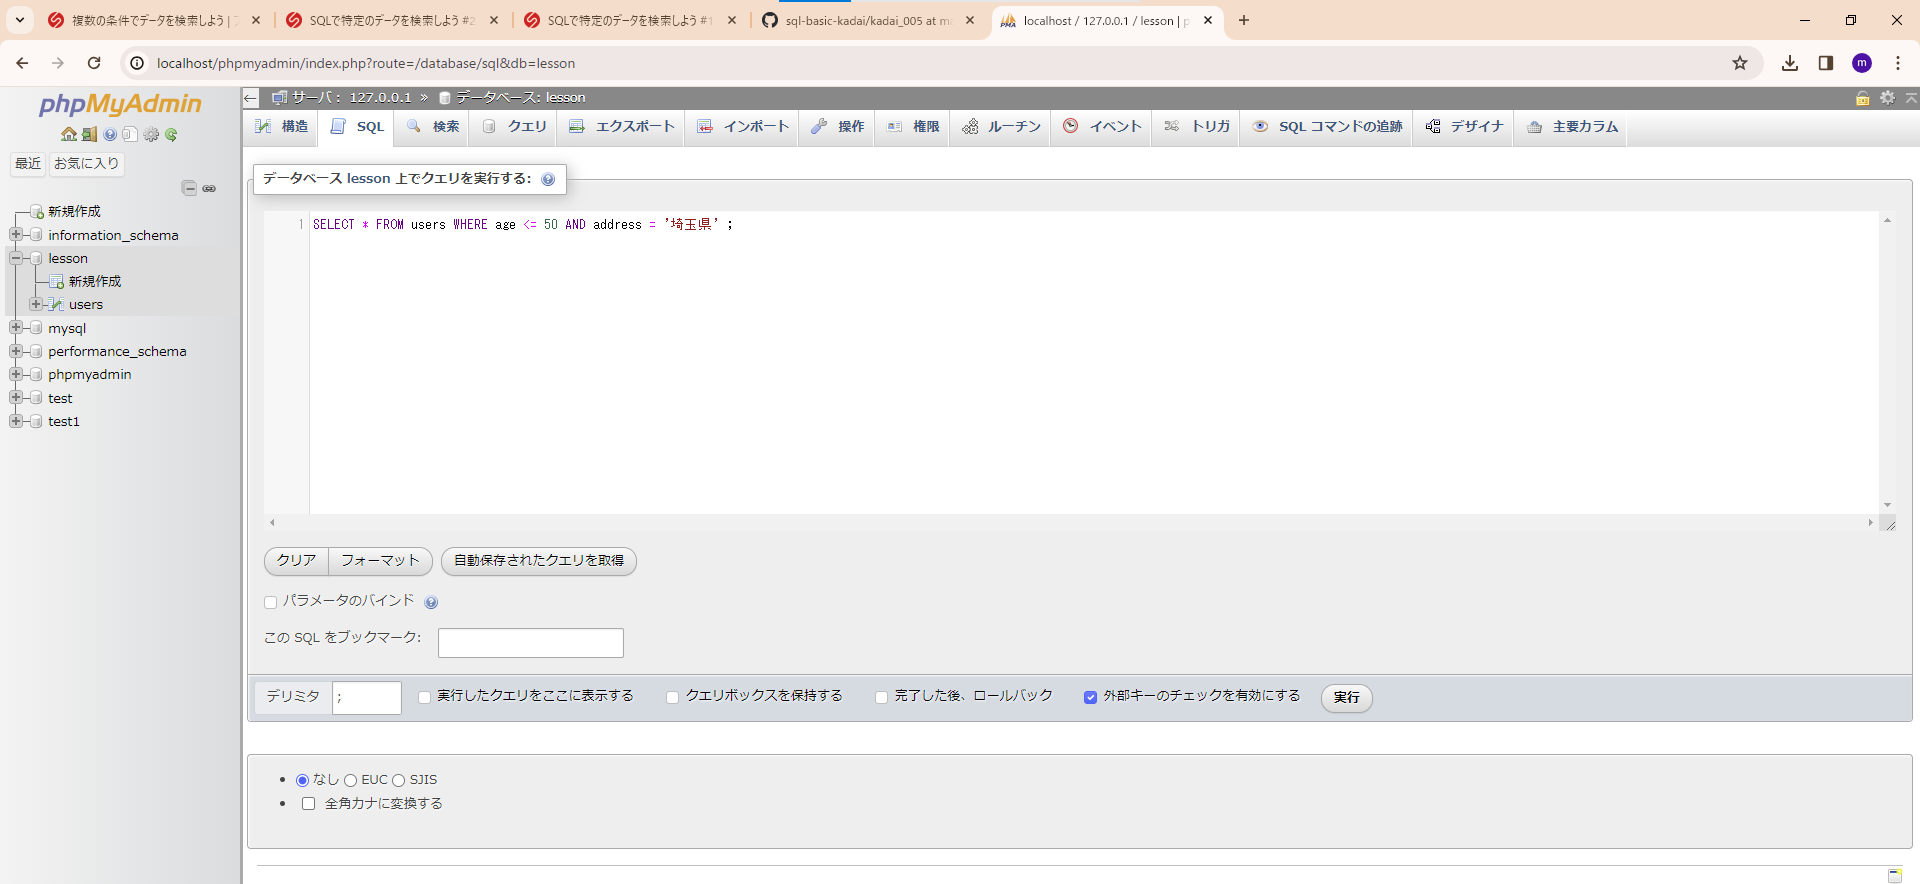 複数の条件でデータを検索しよう | フ
SQLで特定のデータを検索しよう #2
SQLで特定のデータを検索しよう #1
sql-basic-kadai/kadai_005 at ma
localhost / 127.0.0.1 / lesson | p
localhost/phpmyadmin/index.php?route=/database/sql&db=lesson
m
phpMyAdmin
最近 お気に入り
新規作成
information_schema
lesson
新規作成
users
mysql
performance_schema
phpmyadmin
test
test1
サーバ： 127.0.0.1 » データベース: lesson
構造 SQL 検索 クエリ エクスポート インポート 操作 権限 ルーチン イベント トリガ SQL コマンドの追跡 デザイナ 主要カラム
データベース lesson 上でクエリを実行する:
1 SELECT * FROM users WHERE age <= 50 AND address = '埼玉県' ;
クリア フォーマット 自動保存されたクエリを取得
パラメータのバインド
この SQL をブックマーク:
デリミタ ; 実行したクエリをここに表示する クエリボックスを保持する 完了した後、ロールバック 外部キーのチェックを有効にする 実行
なし EUC SJIS
全角カナに変換する